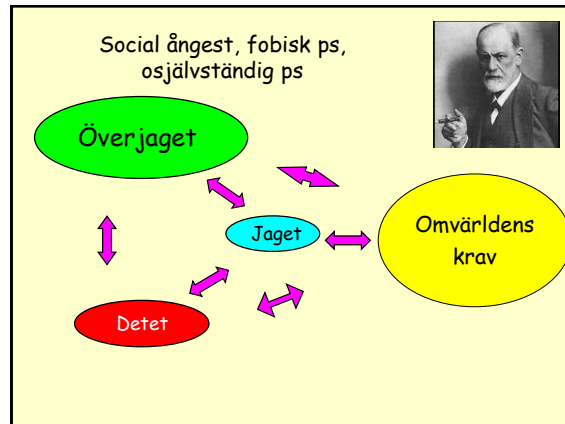 Social ångest, fobisk ps,
osjälvständig ps
Överjaget
Jaget
Omvärldens
krav
Detet